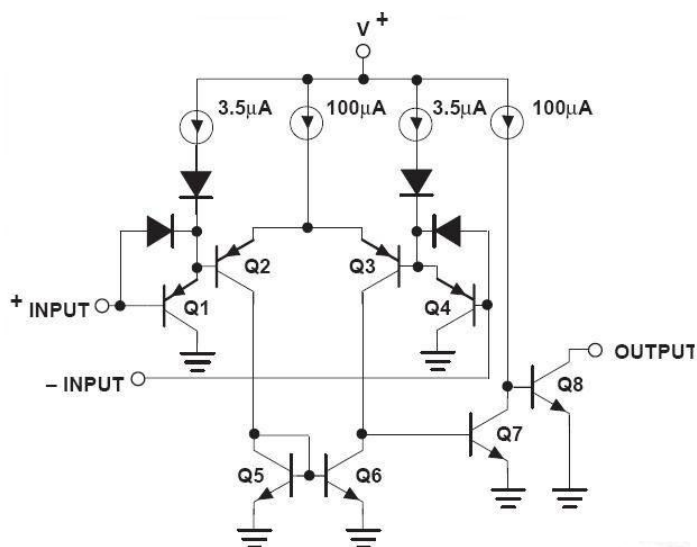 V+
3.5μA
100μA
3.5μA
100μA
Q2
Q3
+ INPUT
Q1
Q4
OUTPUT
– INPUT
Q8
Q7
Q5
Q6